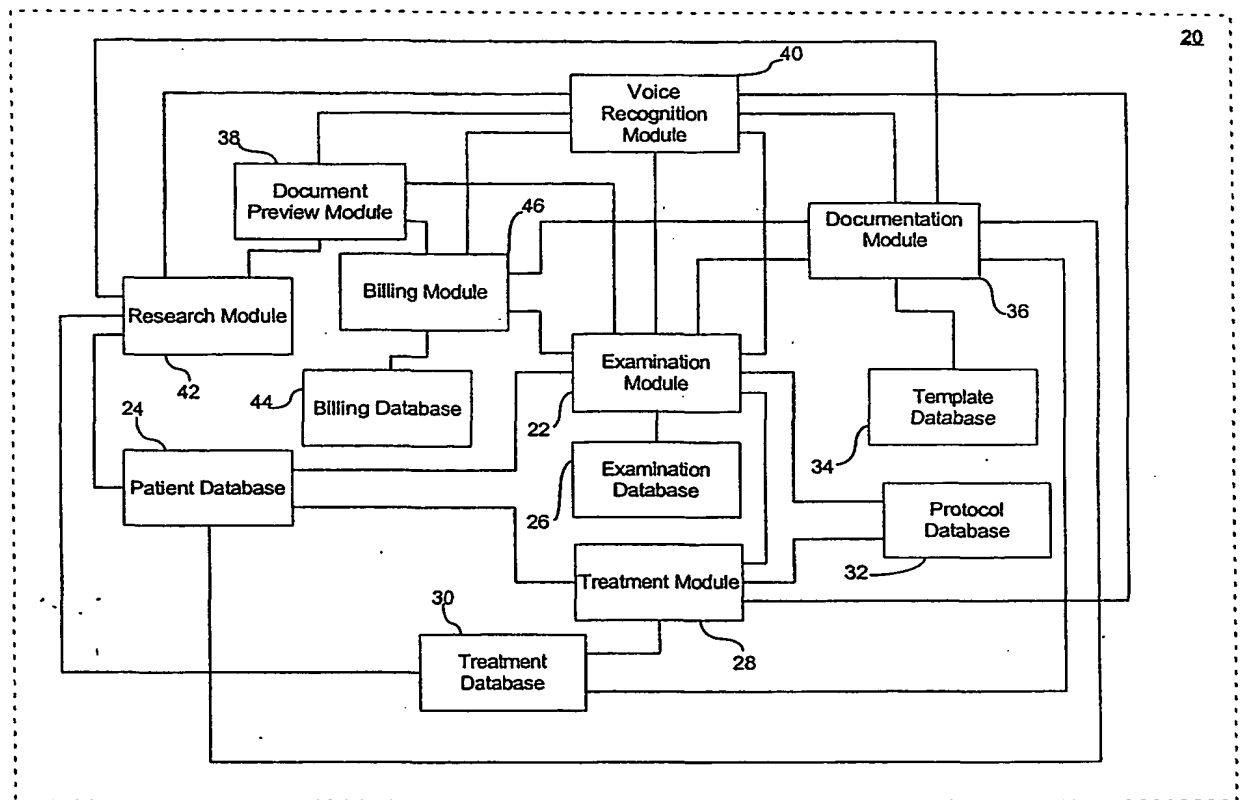 20
40
Voice
Recognition
Module
38
Document
Preview Module
46
Documentation
Module
36
Billing Module
Research Module
42
Examination
Module
22
44
Billing Database
Template
Database
34
24
Patient Database
Examination
Database
26
Protocol
Database
32
Treatment Module
28
30
Treatment
Database